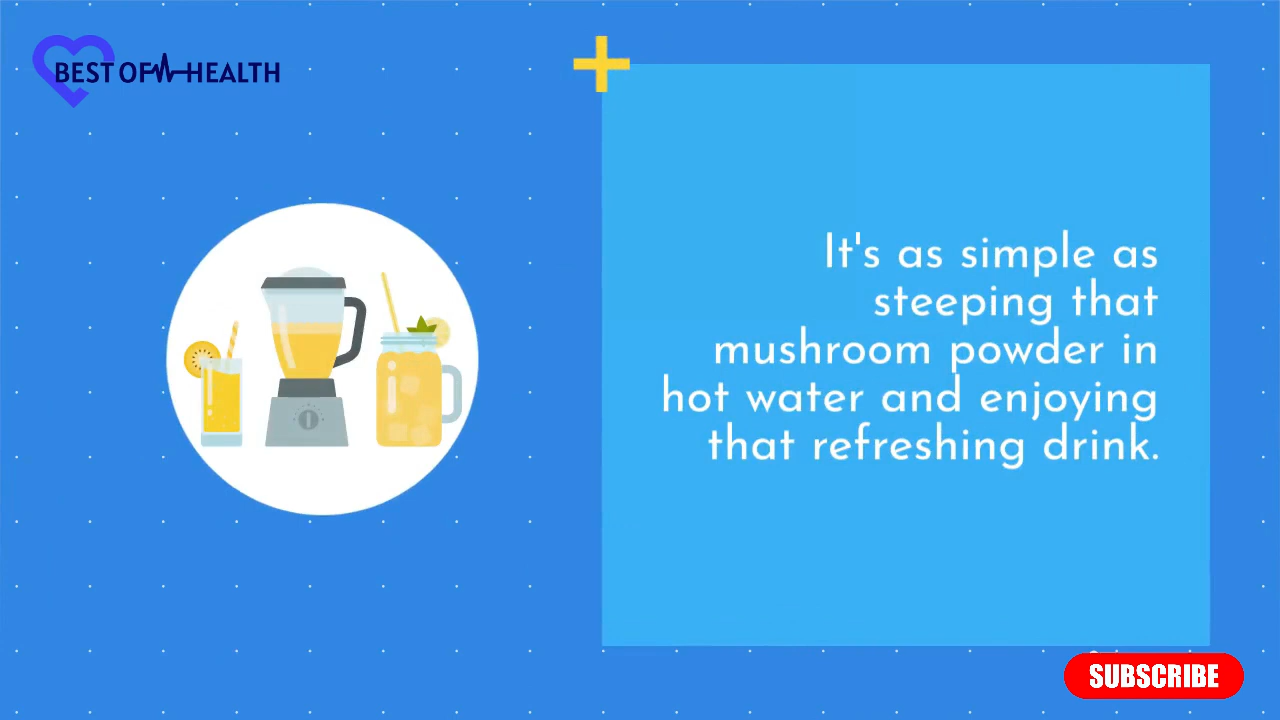 BEST OF HEALTH
It's as simple as
steeping that
mushroom powder in
hot water and enjoying
that refreshing drink.
SUBSCRIBE